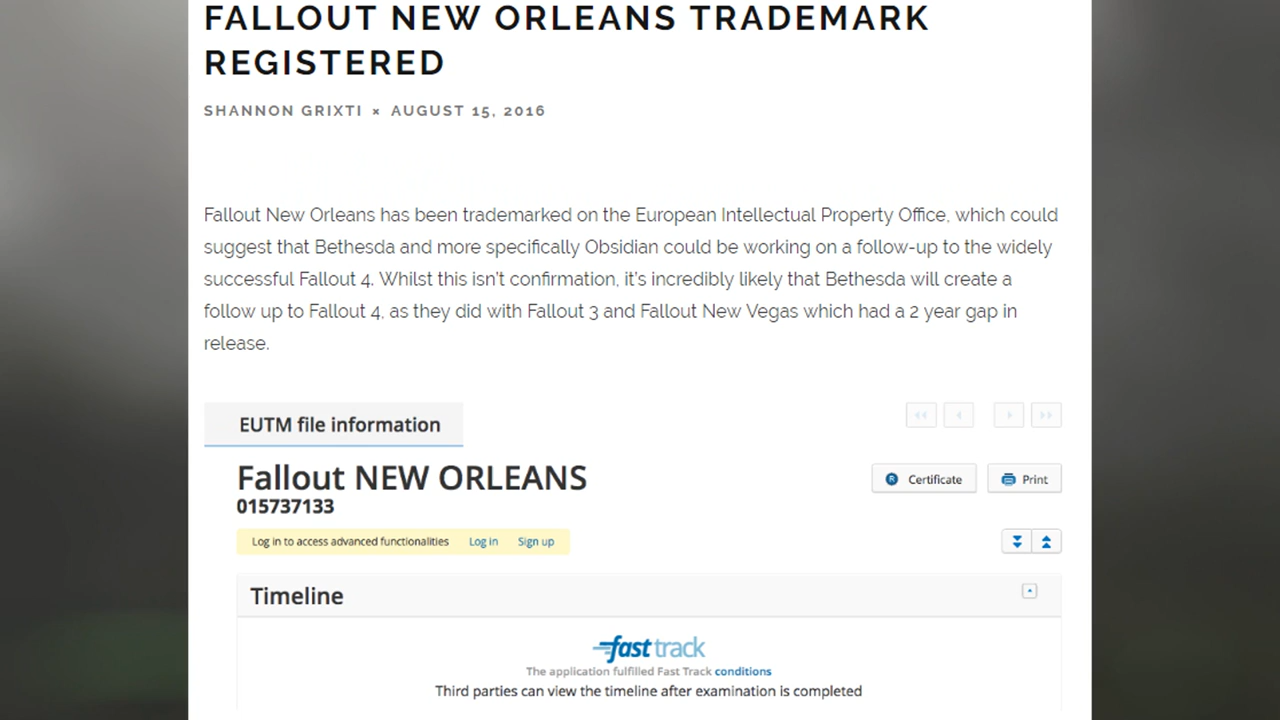 FALLOUT NEW ORLEANS TRADEMARK
REGISTERED
SHANNON GRIXTI × AUGUST 15, 2016
Fallout New Orleans has been trademarked on the European Intellectual Property Office, which could
suggest that Bethesda and more specifically Obsidian could be working on a follow-up to the widely
successful Fallout 4. Whilst this isn't confirmation, it's incredibly likely that Bethesda will create a
follow up to Fallout 4, as they did with Fallout 3 and Fallout New Vegas which had a 2 year gap in
release.
EUTM file information
Fallout NEW ORLEANS
015737133
Certificate
Print
Log in to access advanced functionalities Log in Sign up
Timeline
fast track
The application fulfilled Fast Track conditions
Third parties can view the timeline after examination is completed